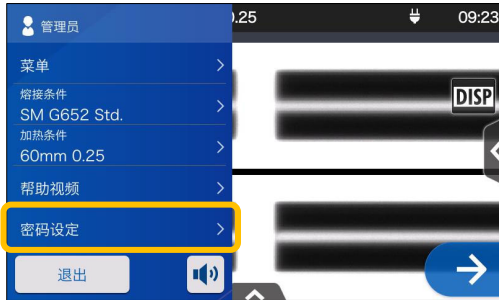 管理员
.25
09:23
菜单
熔接条件
SM G652 Std.
加热条件
60mm 0.25
帮助视频
密码设定
退出
DISP